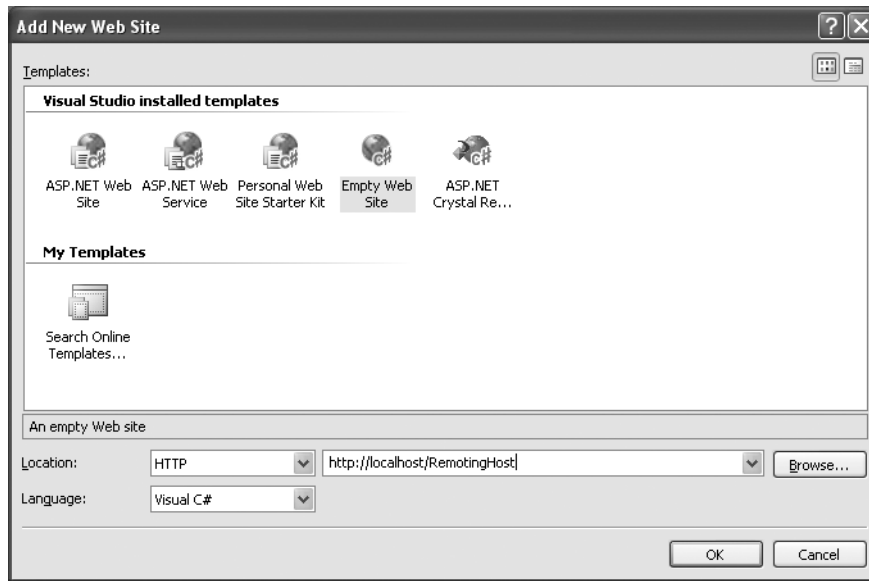 Add New Web Site
Templates:
Visual Studio installed templates
ASP.NET Web Site
ASP.NET Web Service
Personal Web Site Starter Kit
Empty Web Site
ASP.NET Crystal Re...
My Templates
Search Online Templates...
An empty Web site
Location:
HTTP
http://localhost/RemotingHost
Browse...
Language:
Visual C#
OK
Cancel